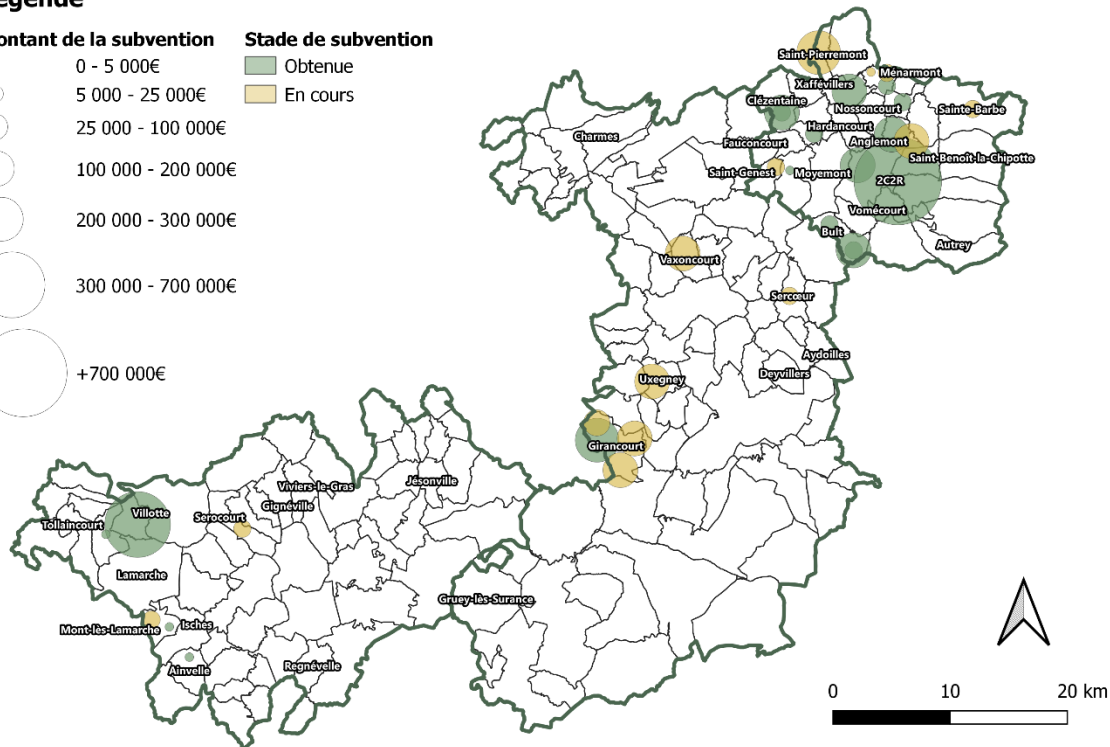 égende
ontant de la subvention
0 - 5 000€
5 000 - 25 000€
25 000 - 100 000€
100 000 - 200 000€
200 000 - 300 000€
300 000 - 700 000€
+700 000€
Stade de subvention
Obtenue
En cours
Saint-Pierremont
Ménarmont
Xaffévillers
Clézentaine
Nossoncourt
Sainte-Barbe
Hardancourt
Charmes
Fauconcourt
Anglemont
Saint-Benoît-la-Chipotte
Saint-Genest
Moyemont
2C2R
Vomécourt
Bult
Autrey
Vaxoncourt
Sercœur
Aydoilles
Deyvillers
Uxegney
Girancourt
Jésonville
Viviers-le-Gras
Gignéville
Serocourt
Villotte
Tollaincourt
Lamarche
Gruey-lès-Surance
Isches
Mont-lès-Lamarche
Ainvelle
Regnévelle
0 10 20 km